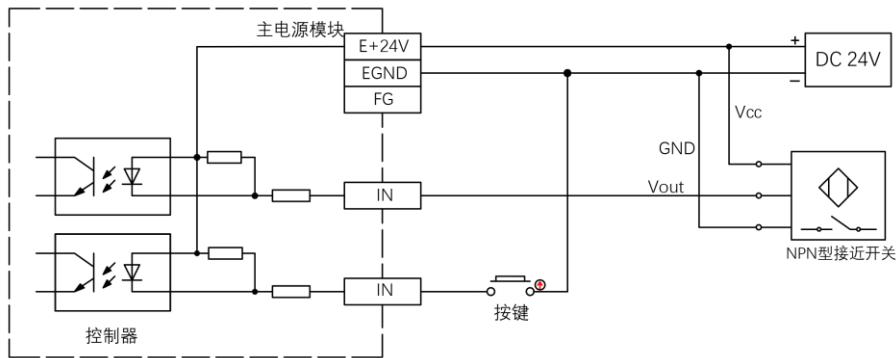 主电源模块
E+24V
EGND
FG
+
DC 24V
−
Vcc
GND
IN
Vout
NPN型接近开关
IN
按键
控制器